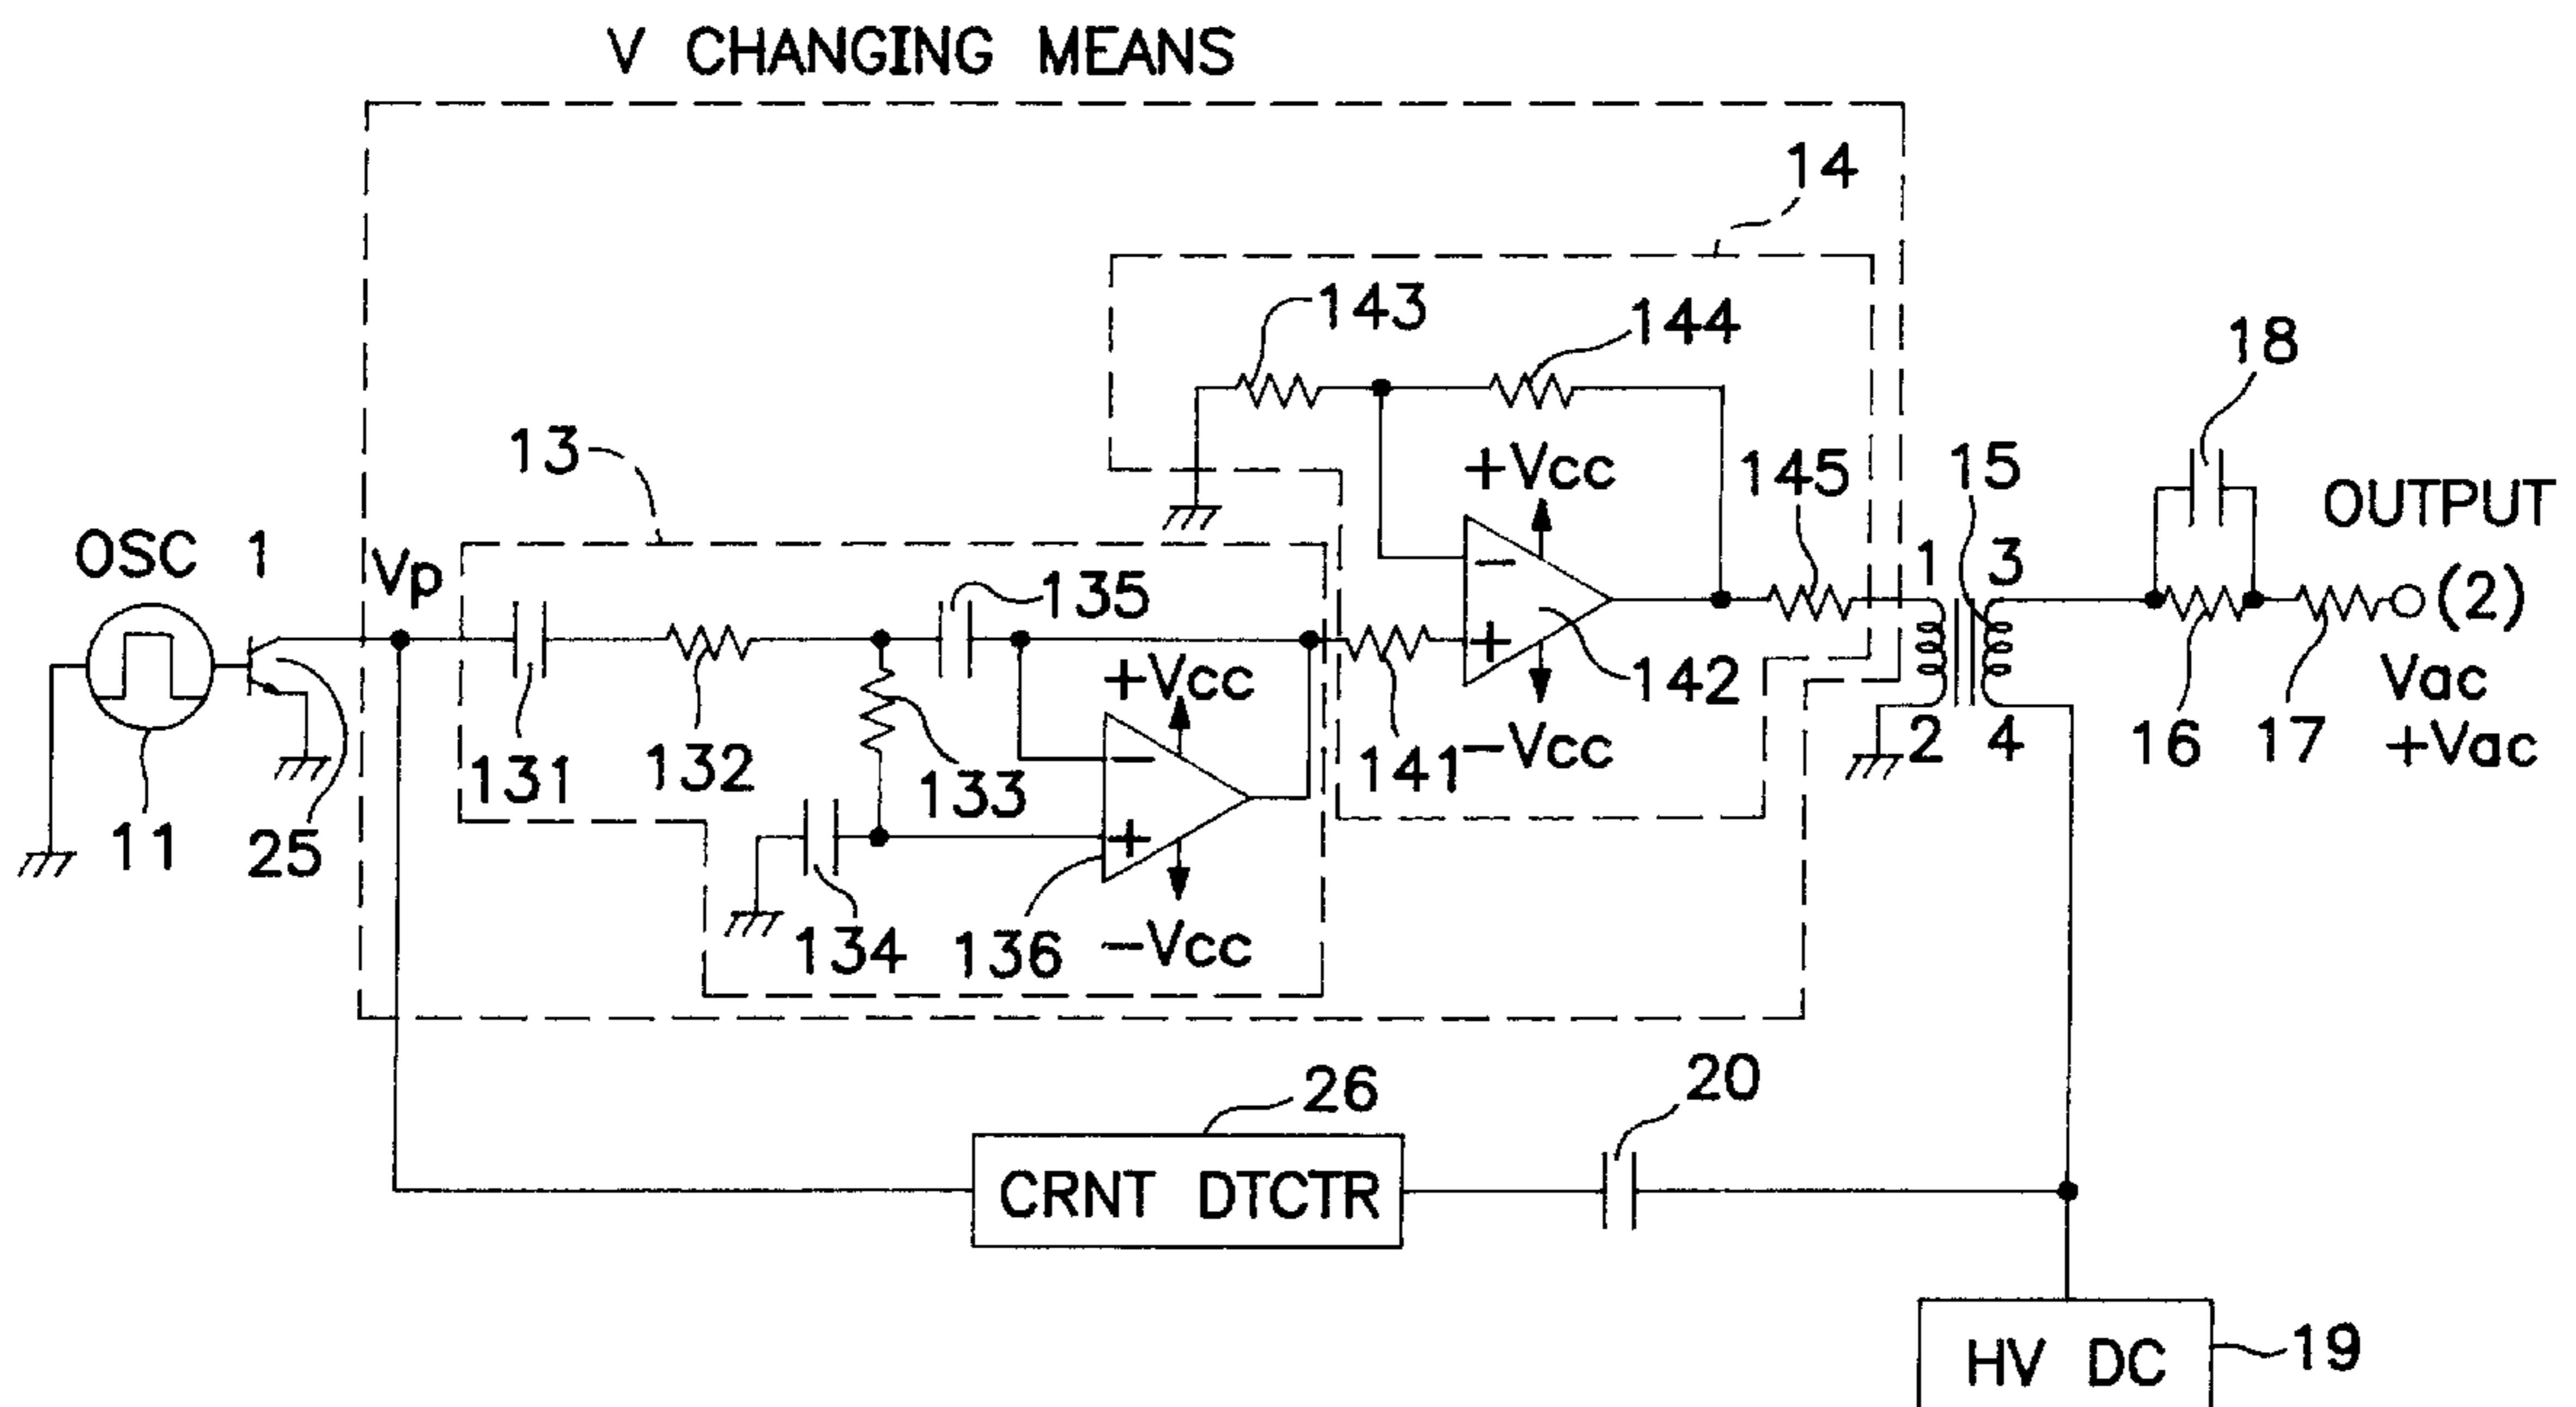 V CHANGING MEANS
14
143
144
18
13
+Vcc
145
15
OUTPUT
OSC 1
Vp
135
1
3
(2)
+Vcc
142
Vac
131
132
133
141
-Vcc
2
4
16
17
+Vac
11
25
134
136
-Vcc
26
20
CRNT DTCTR
HV DC
19
-
+
-
+